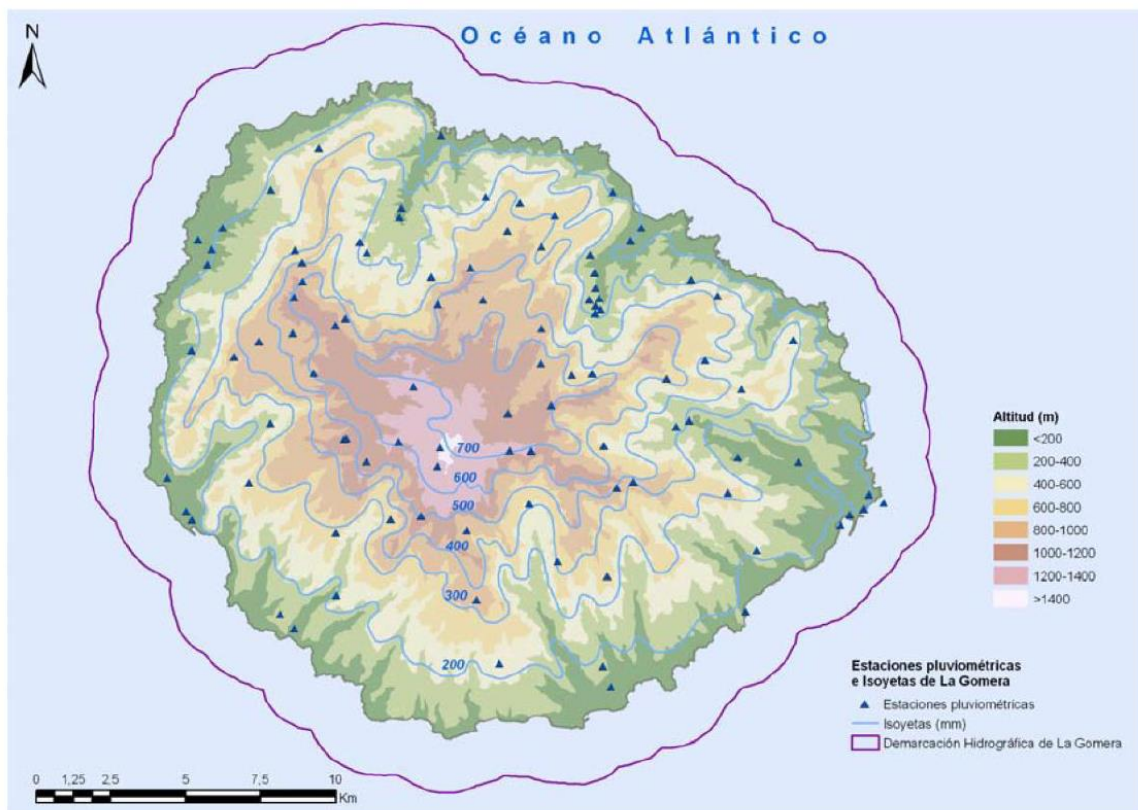 N
Océano Atlántico
700
600
500
400
300
200
Altitud (m)
<200
200-400
400-600
600-800
800-1000
1000-1200
1200-1400
>1400
Estaciones pluviométricas
e Isoyetas de La Gomera
Estaciones pluviométricas
Isoyetas (mm)
Demarcación Hidrográfica de La Gomera
0 1,25 2,5 5 7,5 10
Km